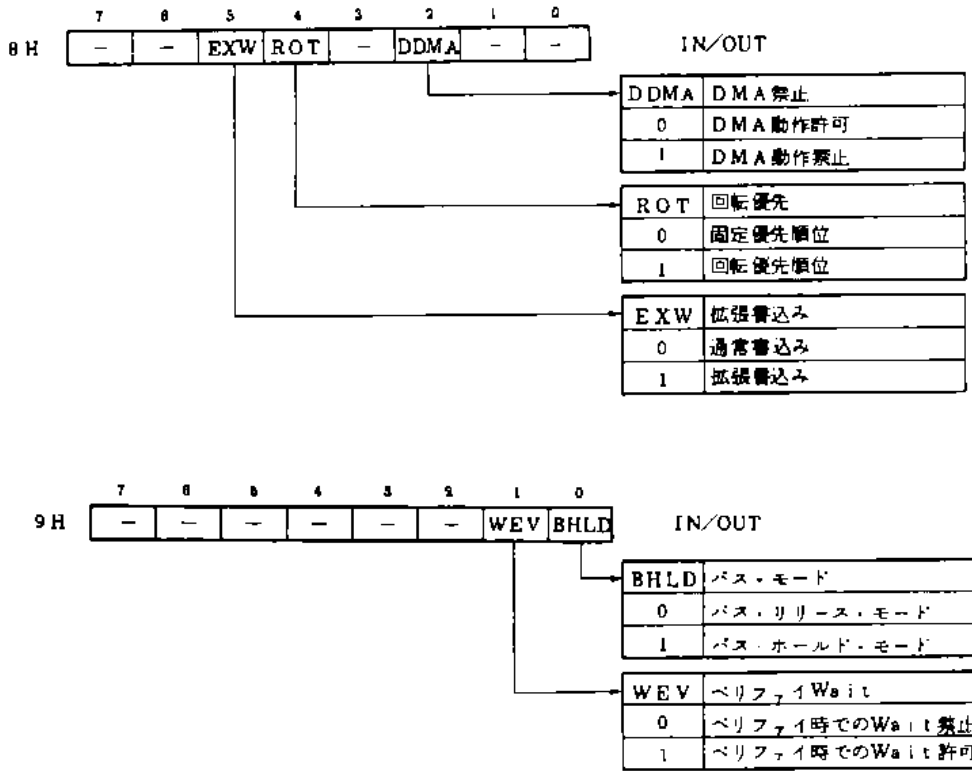 7 6 5 4 3 2 1 0
8H - - EXW ROT - DDMA - - IN/OUT
DDMA DMA禁止
0 DMA動作許可
1 DMA動作禁止
ROT 回転優先
0 固定優先順位
1 回転優先順位
EXW 拡張書込み
0 通常書込み
1 拡張書込み
7 6 5 4 3 2 1 0
9H - - - - - - WEV BHLD IN/OUT
BHLD バス・モード
0 バス・リリース・モード
1 バス・ホールド・モード
WEV ベリファイWait
0 ベリファイ時でのWait禁止
1 ベリファイ時でのWait許可